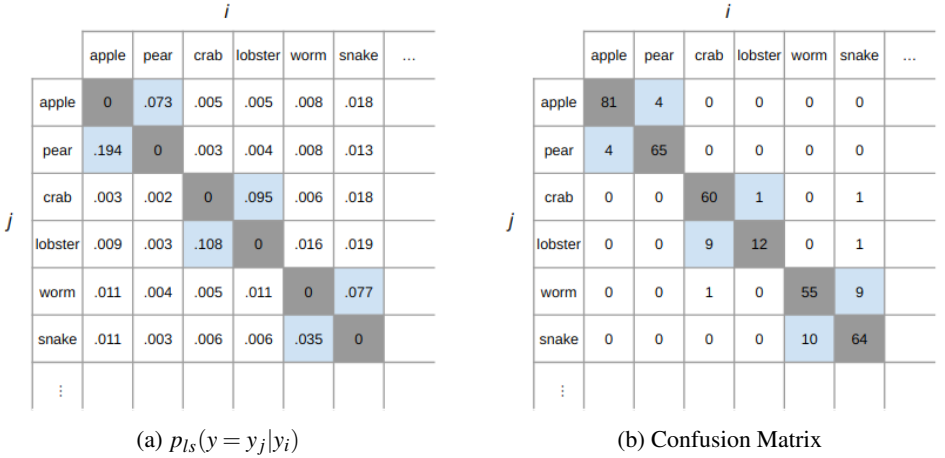 i
apple pear crab lobster worm snake ...
apple 0 .073 .005 .005 .008 .018
pear .194 0 .003 .004 .008 .013
crab .003 .002 0 .095 .006 .018
lobster .009 .003 .108 0 .016 .019
worm .011 .004 .005 .011 0 .077
snake .011 .003 .006 .006 .035 0
⋮
j
(a) p_{ls}(y = y_j|y_i)
i
apple pear crab lobster worm snake ...
apple 81 4 0 0 0 0
pear 4 65 0 0 0 0
crab 0 0 60 1 0 1
lobster 0 0 9 12 0 1
worm 0 0 1 0 55 9
snake 0 0 0 0 10 64
⋮
j
(b) Confusion Matrix